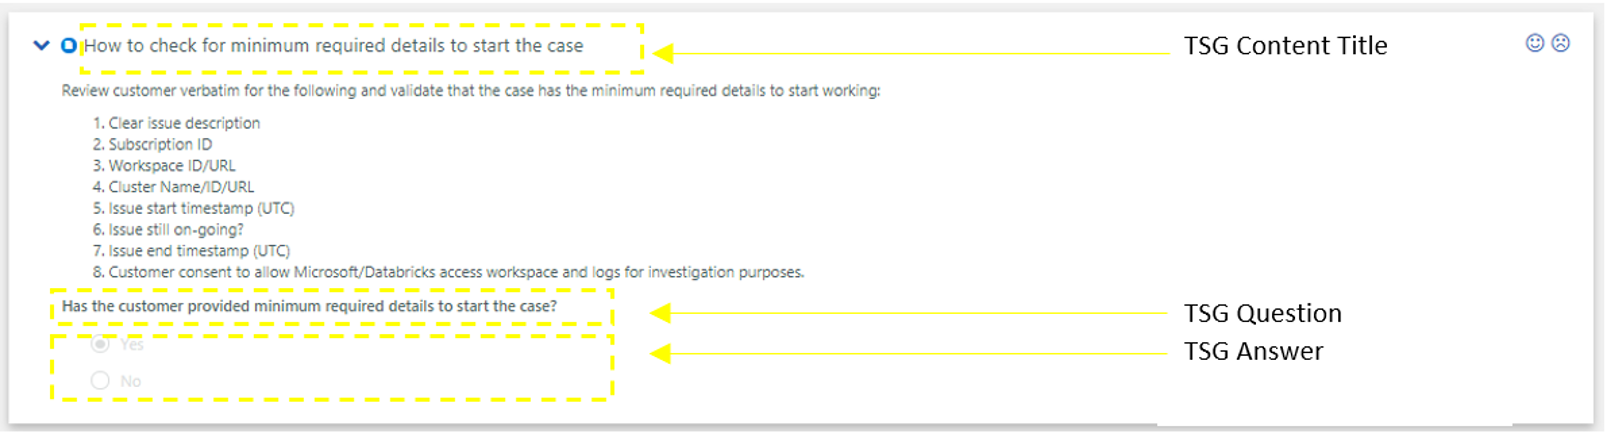 How to check for minimum required details to start the case
TSG Content Title
Review customer verbatim for the following and validate that the case has the minimum required details to start working:
1. Clear issue description
2. Subscription ID
3. Workspace ID/URL
4. Cluster Name/ID/URL
5. Issue start timestamp (UTC)
6. Issue still on-going?
7. Issue end timestamp (UTC)
8. Customer consent to allow Microsoft/Databricks access workspace and logs for investigation purposes.
Has the customer provided minimum required details to start the case?
TSG Question
Yes
TSG Answer
No